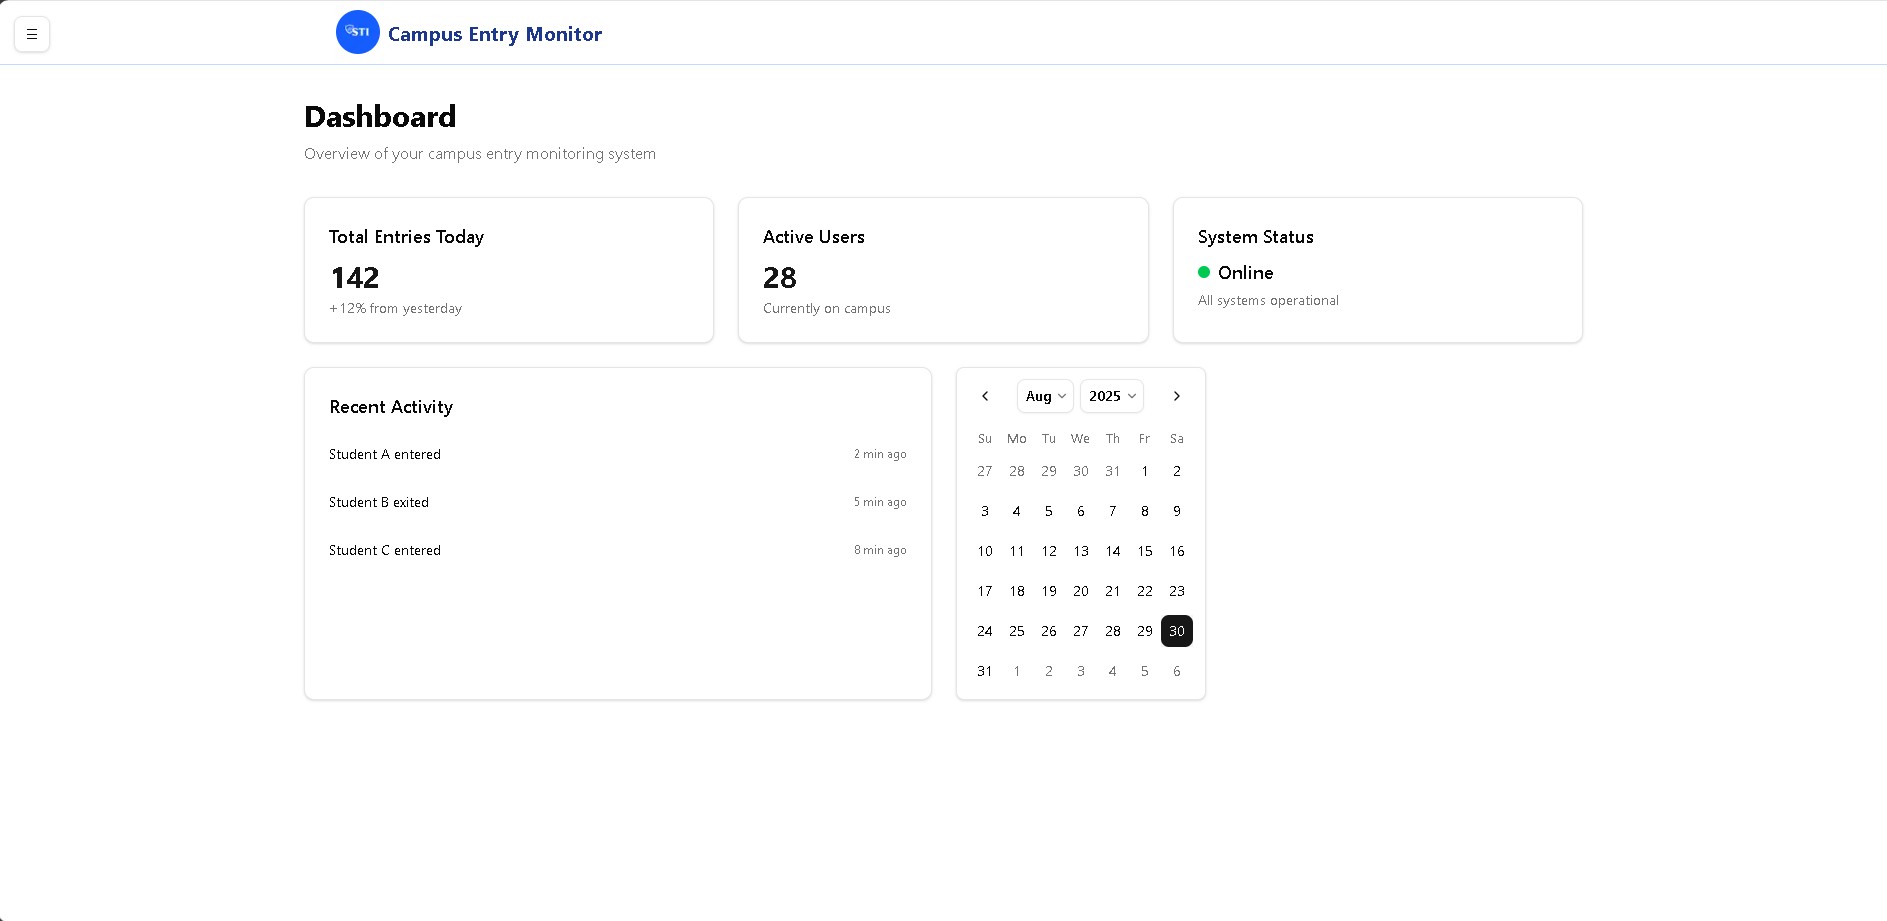 ☰
STI
Campus Entry Monitor
Dashboard
Overview of your campus entry monitoring system
Total Entries Today
142
+12% from yesterday
Active Users
28
Currently on campus
System Status
Online
All systems operational
Recent Activity
Student A entered 2 min ago
Student B exited 5 min ago
Student C entered 8 min ago
Aug 2025
Su Mo Tu We Th Fr Sa
27 28 29 30 31 1 2
3 4 5 6 7 8 9
10 11 12 13 14 15 16
17 18 19 20 21 22 23
24 25 26 27 28 29 30
31 1 2 3 4 5 6